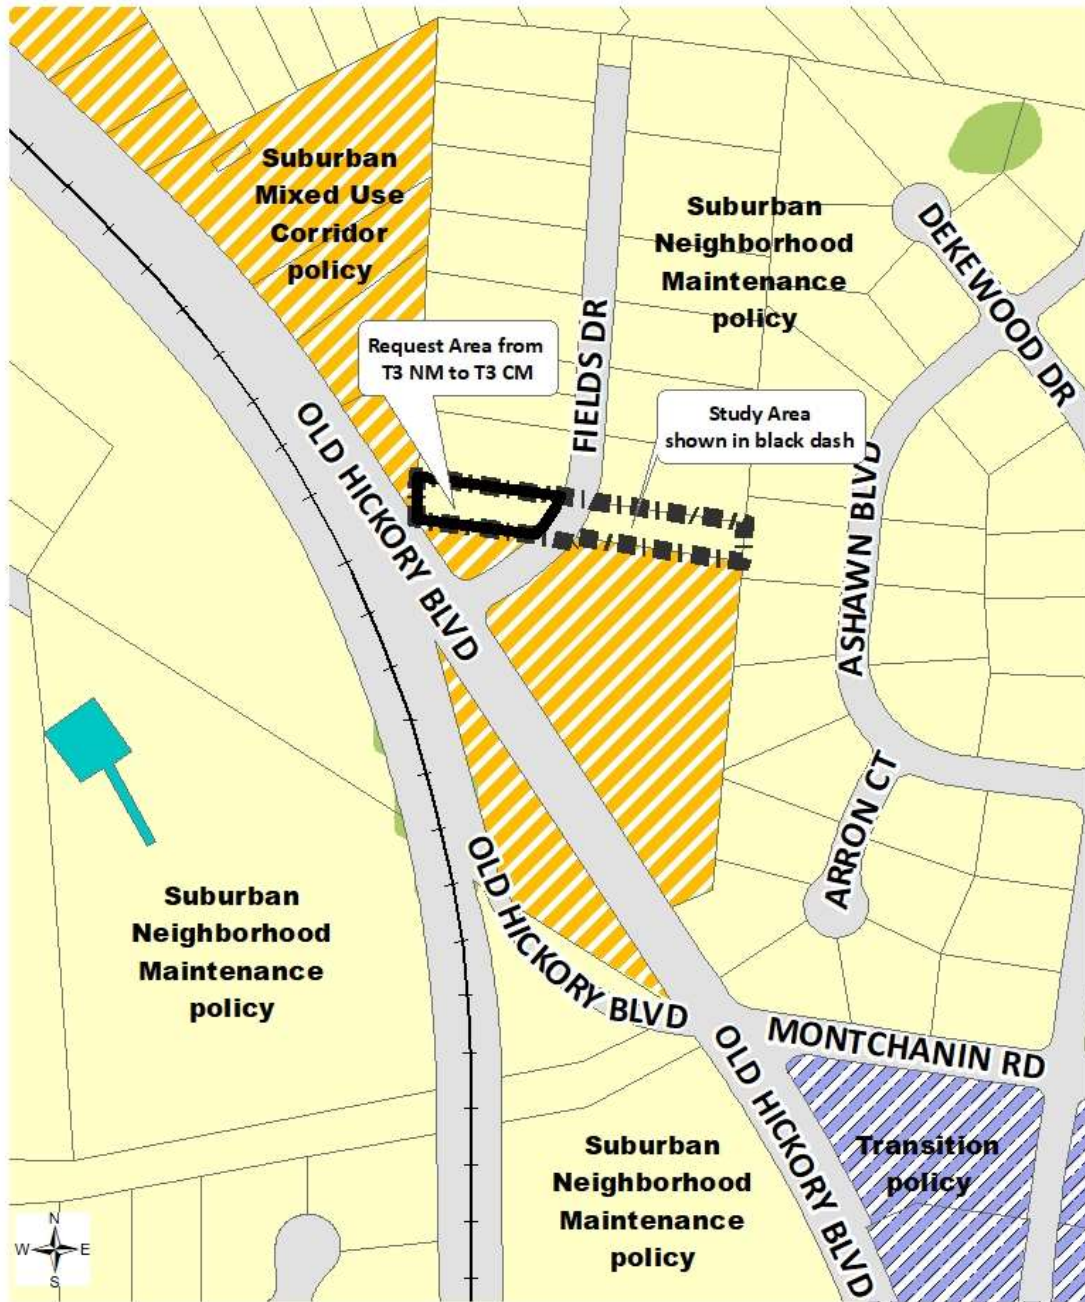 Suburban
Mixed Use
Corridor
policy
Suburban
Neighborhood
Maintenance
policy
DEKEWOOD DR
Request Area from
T3 NM to T3 CM
FIELDS DR
Study Area
shown in black dash
OLD HICKORY BLVD
ASHAWN BLVD
ARRON CT
OLD HICKORY BLVD
Suburban
Neighborhood
Maintenance
policy
MONTCHANIN RD
OLD HICKORY BLVD
Suburban
Neighborhood
Maintenance
policy
Transition
policy
N
W E
S